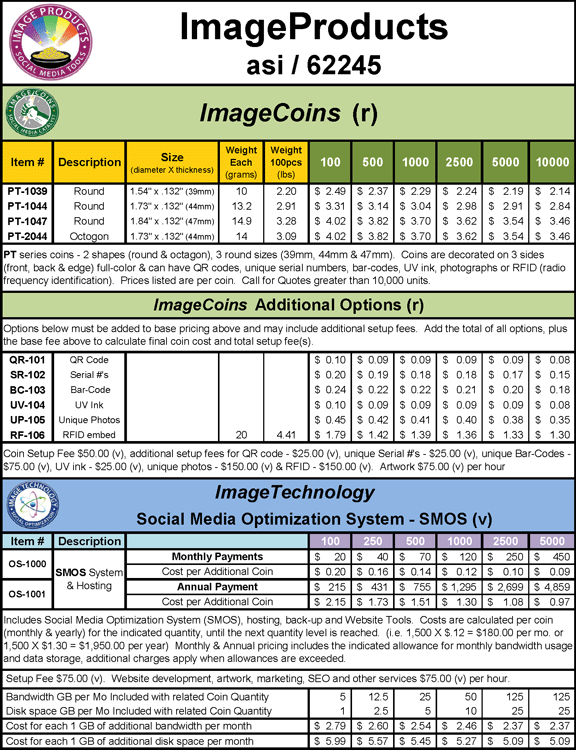 IMAGE PRODUCTS
SOCIAL MEDIA TOOLS
ImageProducts
asi / 62245
IMAGE COINS
SOCIAL MEDIA
ImageCoins (r)
Item # Description Size (diameter X thickness) Weight Each (grams) Weight 100pcs (lbs) 100 500 1000 2500 5000 10000
PT-1039 Round 1.54" x .132" (39mm) 10 2.20 $ 2.49 $ 2.37 $ 2.29 $ 2.24 $ 2.19 $ 2.14
PT-1044 Round 1.73" x .132" (44mm) 13.2 2.91 $ 3.31 $ 3.14 $ 3.04 $ 2.98 $ 2.91 $ 2.84
PT-1047 Round 1.84" x .132" (47mm) 14.9 3.28 $ 4.02 $ 3.82 $ 3.70 $ 3.62 $ 3.54 $ 3.46
PT-2044 Octogon 1.73" x .132" (44mm) 14 3.09 $ 4.02 $ 3.82 $ 3.70 $ 3.62 $ 3.54 $ 3.46
PT series coins - 2 shapes (round & octagon), 3 round sizes (39mm, 44mm & 47mm). Coins are decorated on 3 sides
(front, back & edge) full-color & can have QR codes, unique serial numbers, bar-codes, UV ink, photographs or RFID (radio
frequency identification). Prices listed are per coin. Call for Quotes greater than 10,000 units.
ImageCoins Additional Options (r)
Options below must be added to base pricing above and may include additional setup fees. Add the total of all options, plus
the base fee above to calculate final coin cost and total setup fee(s).
QR-101 QR Code $ 0.10 $ 0.09 $ 0.09 $ 0.09 $ 0.09 $ 0.08
SR-102 Serial #'s $ 0.20 $ 0.19 $ 0.18 $ 0.18 $ 0.17 $ 0.15
BC-103 Bar-Code $ 0.24 $ 0.22 $ 0.22 $ 0.21 $ 0.20 $ 0.18
UV-104 UV Ink $ 0.10 $ 0.09 $ 0.09 $ 0.09 $ 0.09 $ 0.08
UP-105 Unique Photos $ 0.45 $ 0.42 $ 0.41 $ 0.40 $ 0.38 $ 0.35
RF-106 RFID embed 20 4.41 $ 1.79 $ 1.42 $ 1.39 $ 1.36 $ 1.33 $ 1.30
Coin Setup Fee $50.00 (v), additional setup fees for QR code - $25.00 (v), unique Serial #'s - $25.00 (v), unique Bar-Codes -
$75.00 (v), UV ink - $25.00 (v), unique photos - $150.00 (v) & RFID - $150.00 (v). Artwork $75.00 (v) per hour
IMAGE TECHNOLOGY
SOCIAL OPTIMIZATION
ImageTechnology
Social Media Optimization System - SMOS (v)
Item # Description 100 250 500 1000 2500 5000
OS-1000 SMOS System & Hosting Monthly Payments $ 20 $ 40 $ 70 $ 120 $ 250 $ 450
Cost per Additional Coin $ 0.20 $ 0.16 $ 0.14 $ 0.12 $ 0.10 $ 0.09
OS-1001 Annual Payment $ 215 $ 431 $ 755 $ 1,295 $ 2,699 $ 4,859
Cost per Additional Coin $ 2.15 $ 1.73 $ 1.51 $ 1.30 $ 1.08 $ 0.97
Includes Social Media Optimization System (SMOS), hosting, back-up and Website Tools. Costs are calculated per coin
(monthly & yearly) for the indicated quantity, until the next quantity level is reached. (i.e. 1,500 X $.12 = $180.00 per mo. or
1,500 X $1.30 = $1,950.00 per year) Monthly & Annual pricing includes the indicated allowance for monthly bandwidth usage
and data storage, additional charges apply when allowances are exceeded.
Setup Fee $75.00 (v). Website development, artwork, marketing, SEO and other services $75.00 (v) per hour.
Bandwidth GB per Mo Included with related Coin Quantity 5 12.5 25 50 125 125
Disk space GB per Mo Included with related Coin Quantity 1 2.5 5 10 25 25
Cost for each 1 GB of additional bandwidth per month $ 2.79 $ 2.60 $ 2.54 $ 2.46 $ 2.37 $ 2.37
Cost for each 1 GB of additional disk space per month $ 5.99 $ 5.57 $ 5.45 $ 5.27 $ 5.09 $ 5.09